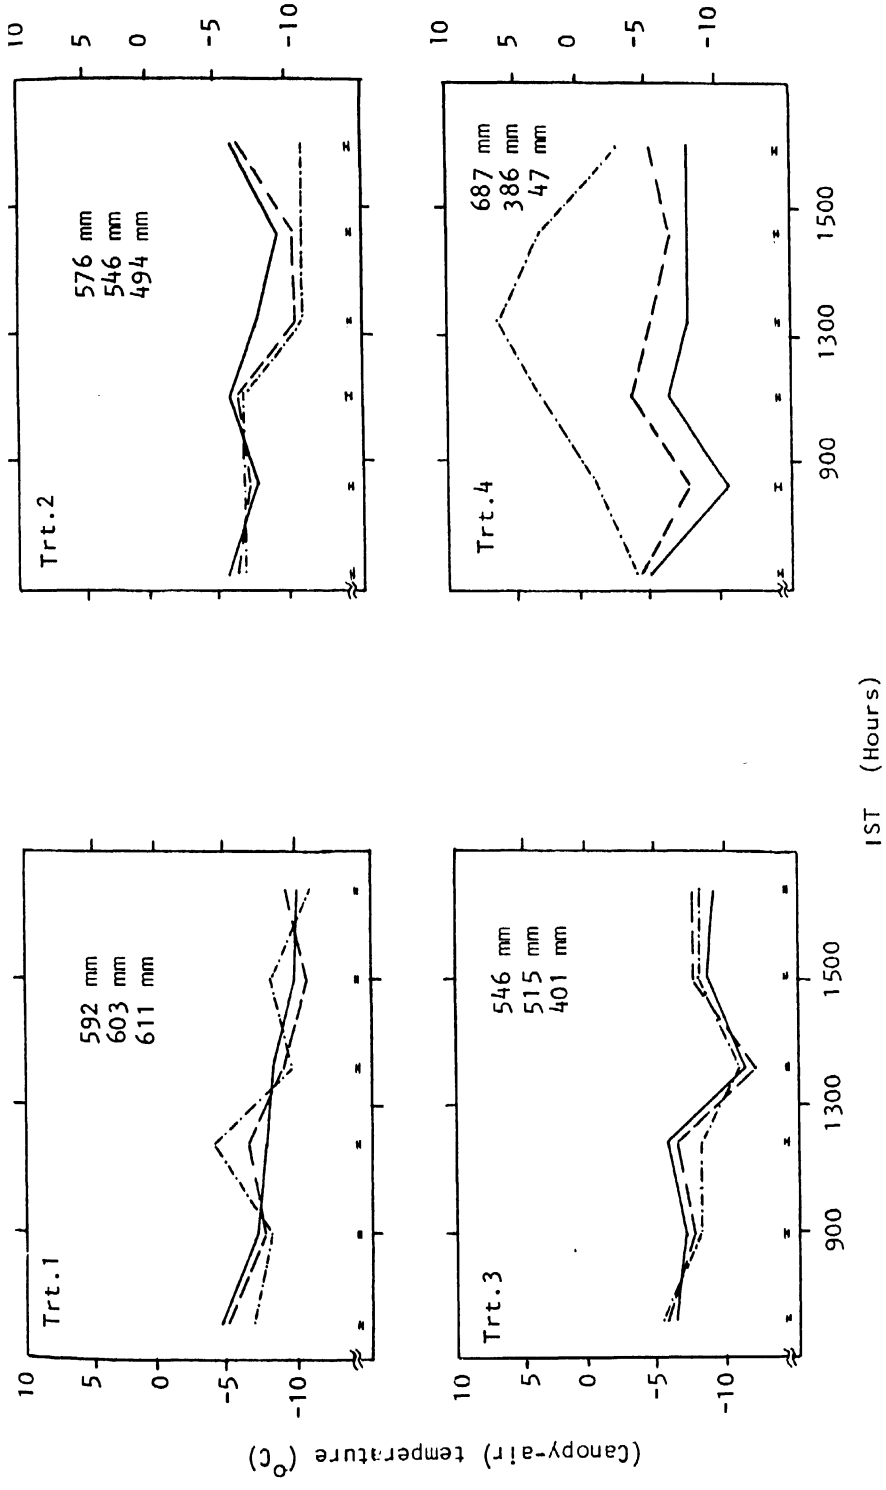 Trt.1
592 mm
603 mm
611 mm
10
5
0
-5
-10
Trt.2
576 mm
546 mm
494 mm
10
5
0
-5
-10
Trt.3
546 mm
515 mm
401 mm
10
5
0
-5
-10
900
1300
1500
Trt.4
687 mm
386 mm
47 mm
10
5
0
-5
-10
900
1300
1500
(Canopy-air) temperature (°C)
IST (Hours)